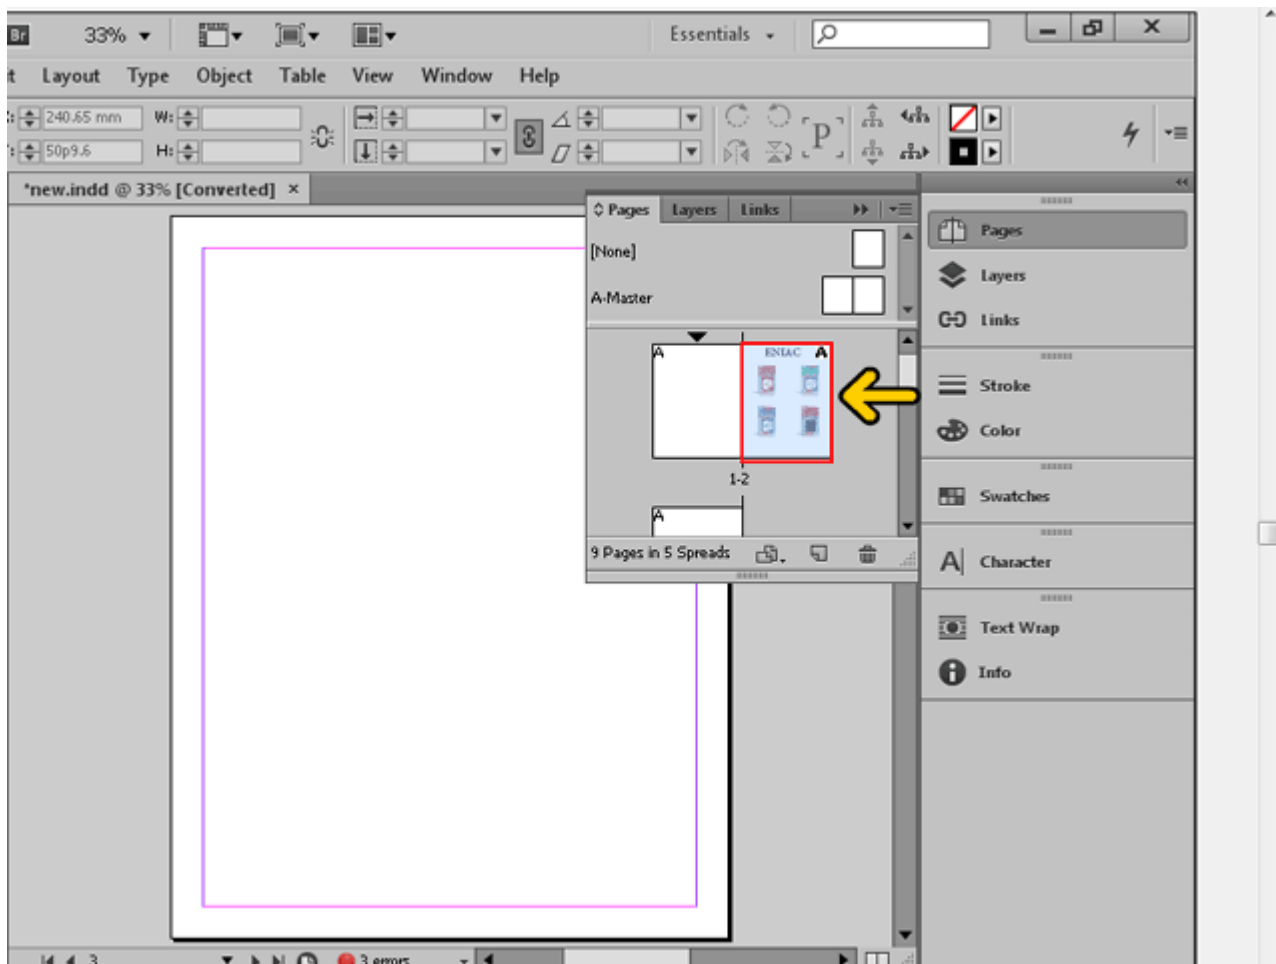 Br 33% Essentials
Layout Type Object Table View Window Help
240.65 mm W:
50p9.6 H:
P
*new.indd @ 33% [Converted] ×
Pages Layers Links
[None]
A-Master
A ENIAC A
1-2
A
9 Pages in 5 Spreads
Pages
Layers
Links
Stroke
Color
Swatches
Character
Text Wrap
Info
3 3 errors